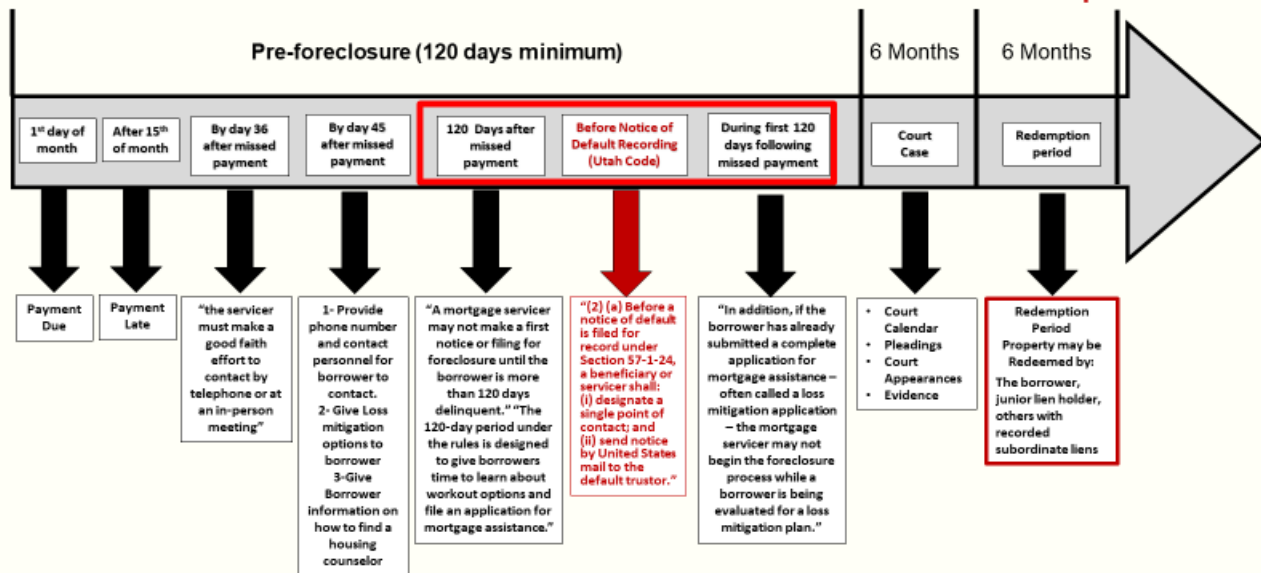 Pre-foreclosure (120 days minimum)
6 Months
6 Months
1st day of
month
After 15th
of month
By day 36
after missed
payment
By day 45
after missed
payment
120 Days after
missed
payment
Before Notice of
Default Recording
(Utah Code)
During first 120
days following
missed payment
Court
Case
Redemption
period
Payment
Due
Payment
Late
“the servicer
must make a
good faith
effort to
contact by
telephone or at
an in-person
meeting”
1- Provide
phone number
and contact
personnel for
borrower to
contact.
2- Give Loss
mitigation
options to
borrower
3-Give
Borrower
information on
how to find a
housing
counselor
“A mortgage servicer
may not make a first
notice or filing for
foreclosure until the
borrower is more
than 120 days
delinquent.” “The
120-day period under
the rules is designed
to give borrowers
time to learn about
workout options and
file an application for
mortgage assistance.”
“(2) (a) Before a
notice of default
is filed for
record under
Section 57-1-24,
a beneficiary or
servicer shall:
(i) designate a
single point of
contact; and
(ii) send notice
by United States
mail to the
default trustor.”
“In addition, if the
borrower has already
submitted a complete
application for
mortgage assistance –
often called a loss
mitigation application
– the mortgage
servicer may not
begin the foreclosure
process while a
borrower is being
evaluated for a loss
mitigation plan.”
• Court
Calendar
• Pleadings
• Court
Appearances
• Evidence
Redemption
Period
Property may be
Redeemed by:
The borrower,
junior lien holder,
others with
recorded
subordinate liens